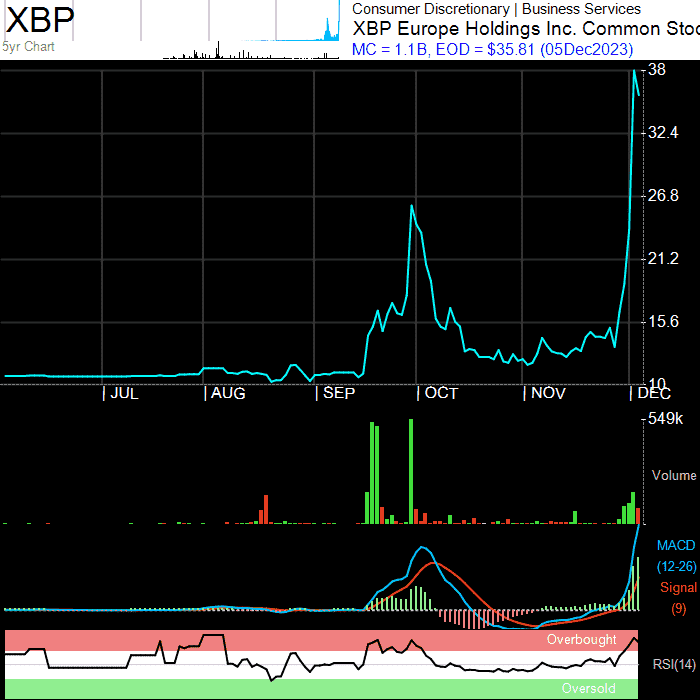 XBP
5yr Chart
Consumer Discretionary | Business Services
XBP Europe Holdings Inc. Common Stoc
MC = 1.1B, EOD = $35.81 (05Dec2023)
38
32.4
26.8
21.2
15.6
10
| JUL | AUG | SEP | OCT | NOV | DEC
549k
Volume
MACD
(12-26)
Signal
(9)
Overbought
RSI(14)
Oversold